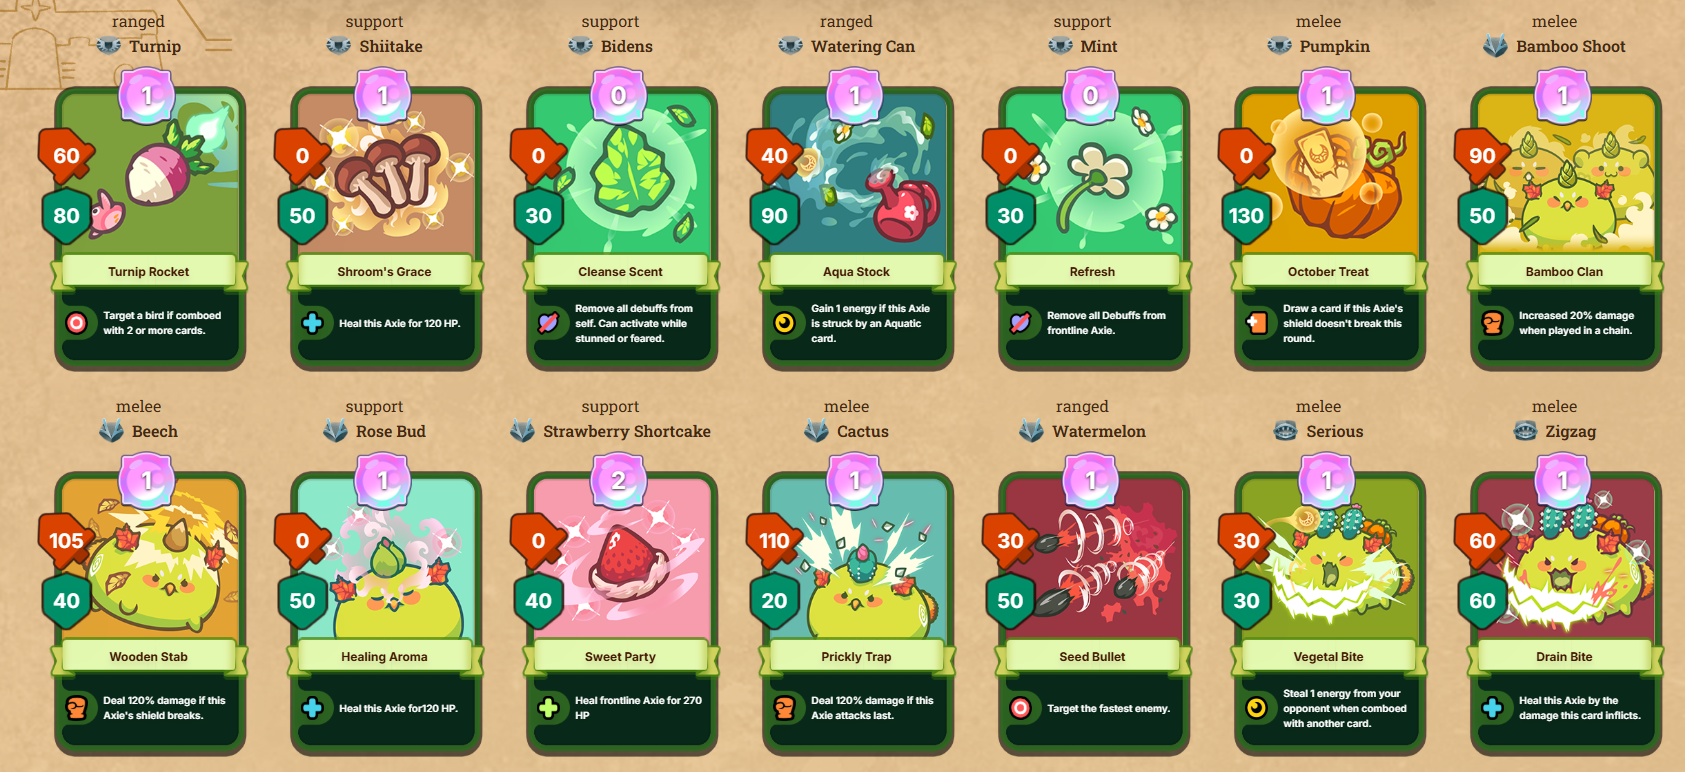 ranged
Turnip
1
60
80
Turnip Rocket
Target a bird if comboed
with 2 or more cards.
support
Shiitake
1
0
50
Shroom's Grace
Heal this Axie for 120 HP.
support
Bidens
0
0
30
Cleanse Scent
Remove all debuffs from
self. Can activate while
stunned or feared.
ranged
Watering Can
1
40
90
Aqua Stock
Gain 1 energy if this Axie
is struck by an Aquatic
card.
support
Mint
0
0
30
Refresh
Remove all Debuffs from
frontline Axie.
melee
Pumpkin
1
0
130
October Treat
Draw a card if this Axie's
shield doesn't break this
round.
melee
Bamboo Shoot
1
90
50
Bamboo Clan
Increased 20% damage
when played in a chain.
melee
Beech
1
105
40
Wooden Stab
Deal 120% damage if this
Axie's shield breaks.
support
Rose Bud
1
0
50
Healing Aroma
Heal this Axie for120 HP.
support
Strawberry Shortcake
2
0
40
Sweet Party
Heal frontline Axie for 270
HP
melee
Cactus
1
110
20
Prickly Trap
Deal 120% damage if this
Axie attacks last.
ranged
Watermelon
1
30
50
Seed Bullet
Target the fastest enemy.
melee
Serious
1
30
30
Vegetal Bite
Steal 1 energy from your
opponent when comboed
with another card.
melee
Zigzag
1
60
60
Drain Bite
Heal this Axie by the
damage this card inflicts.